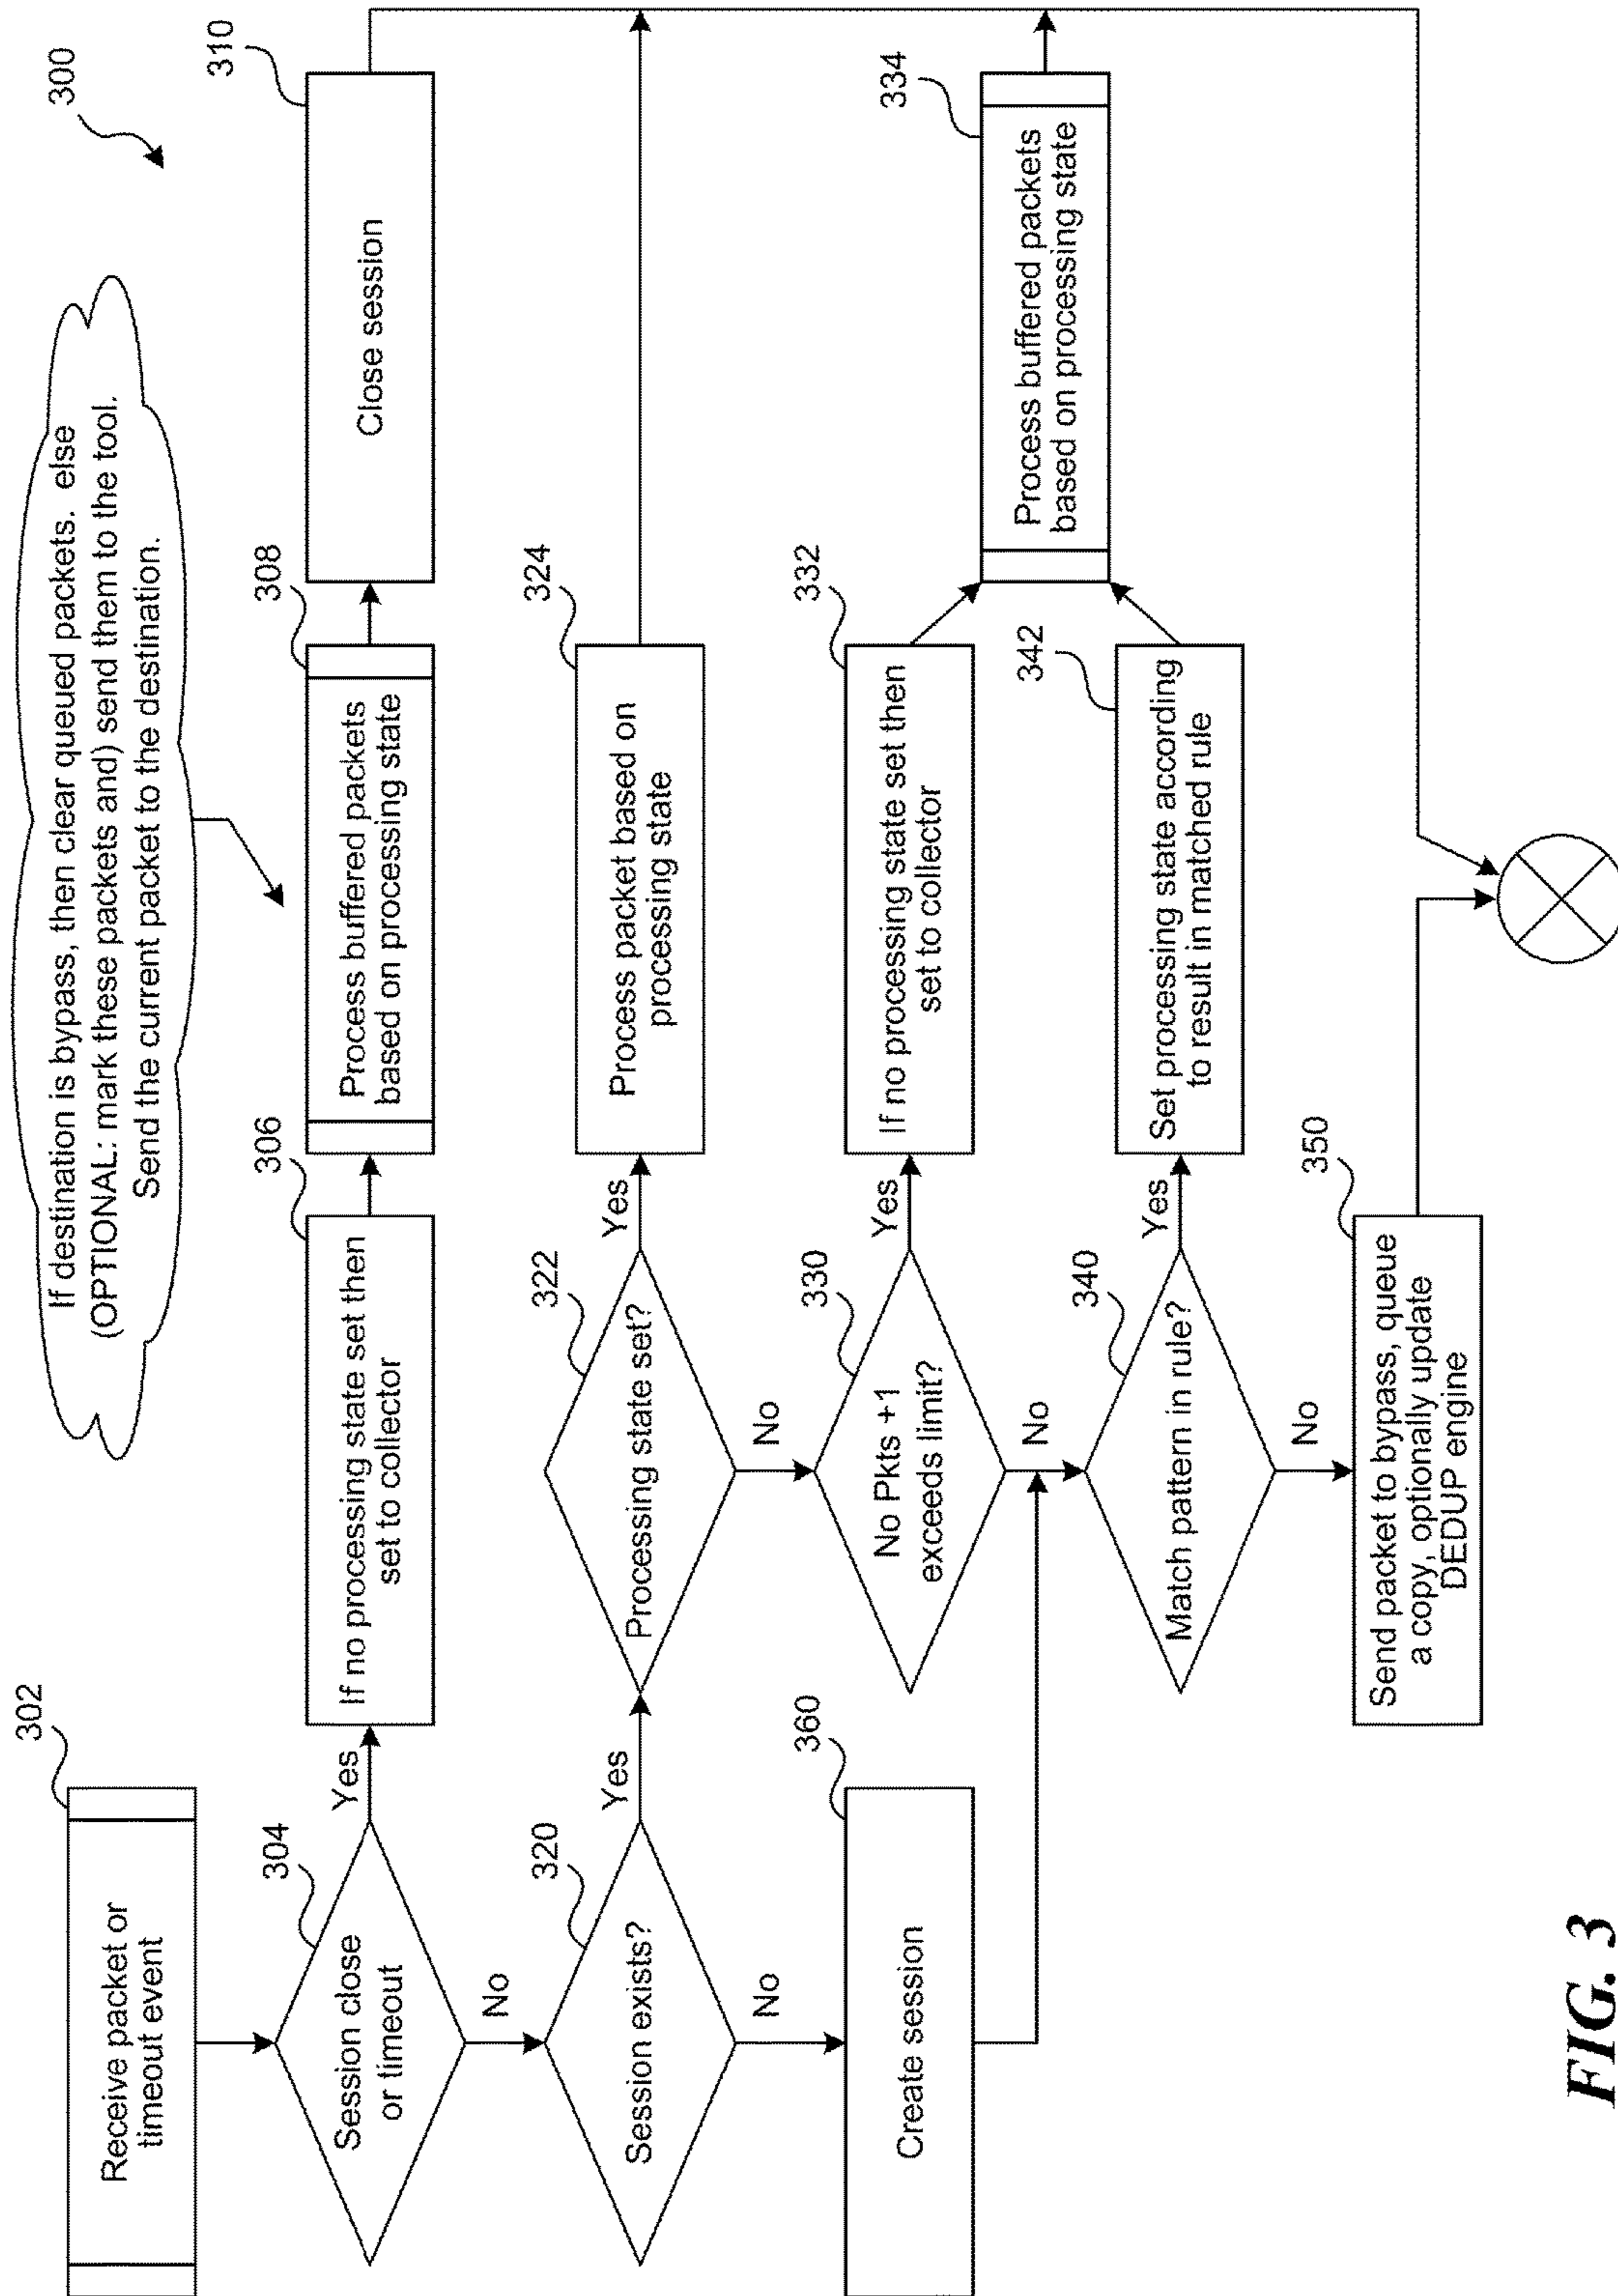 300
If destination is bypass, then clear queued packets. else
(OPTIONAL: mark these packets and) send them to the tool.
Send the current packet to the destination.
302
Receive packet or
timeout event
304
Session close
or timeout
Yes
No
306
If no processing state set then
set to collector
308
Process buffered packets
based on processing state
310
Close session
320
Session exists?
Yes
No
322
Processing state set?
Yes
No
324
Process packet based on
processing state
360
Create session
330
No Pkts +1
exceeds limit?
Yes
No
332
If no processing state set then
set to collector
334
Process buffered packets
based on processing state
340
Match pattern in rule?
Yes
No
342
Set processing state according
to result in matched rule
350
Send packet to bypass, queue
a copy, optionally update
DEDUP engine
FIG. 3